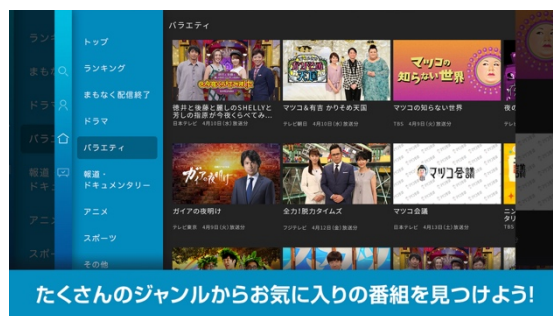 バラエティ
トップ
ランキング
まもなく配信終了
ドラマ
バラエティ
報道・
ドキュメンタリー
アニメ
スポーツ
その他
徳井と後藤と麗しのSHELLYと
芳しの指原が今夜くらべてみ...
日本テレビ 4月10日(水)放送分
マツコ&有吉 かりそめ天国
テレビ朝日 4月10日(水)放送分
マツコの
知らない世界
マツコの知らない世界
TBS 4月9日(火)放送分
ガイアの夜明け
ガイアの夜明け
テレビ東京 4月9日(火)放送分
全力!脱力タイムズ
フジテレビ 4月12日(金)放送分
マツコ会議
マツコ会議
日本テレビ 4月13日(土)放送分
たくさんのジャンルからお気に入りの番組を見つけよう!